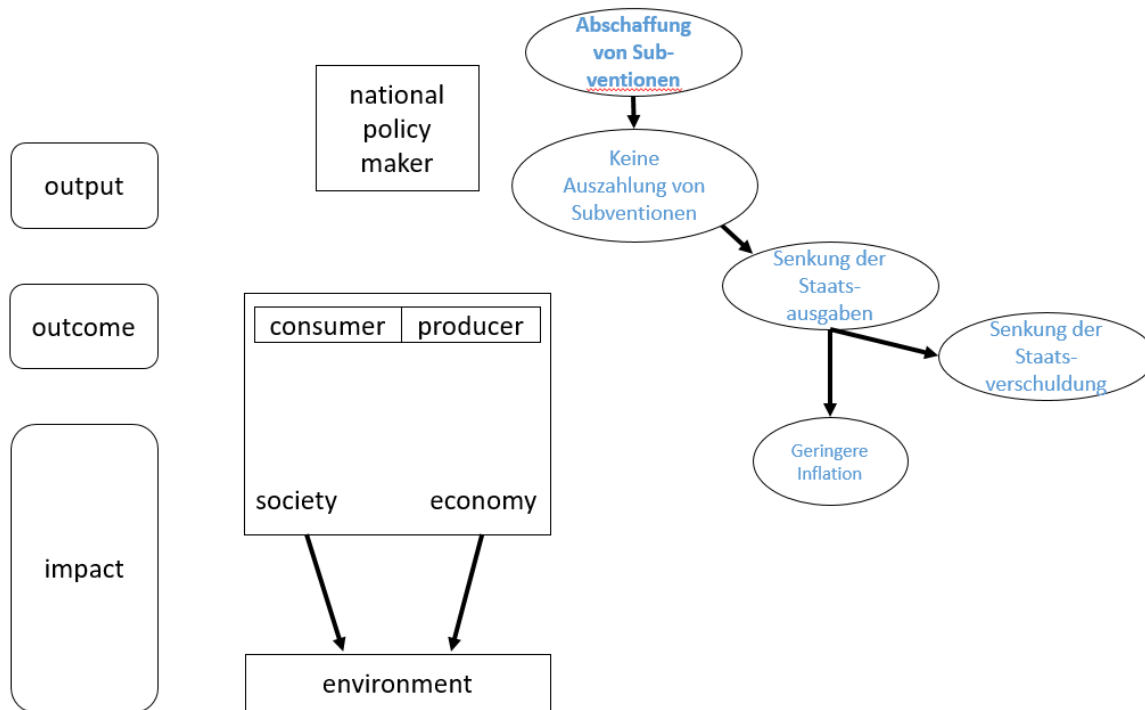 Abschaffung
von Sub-
ventionen
national
policy
maker
output
Keine
Auszahlung von
Subventionen
Senkung der
Staats-
ausgaben
outcome
consumer producer
Senkung der
Staats-
verschuldung
Geringere
Inflation
society economy
impact
environment